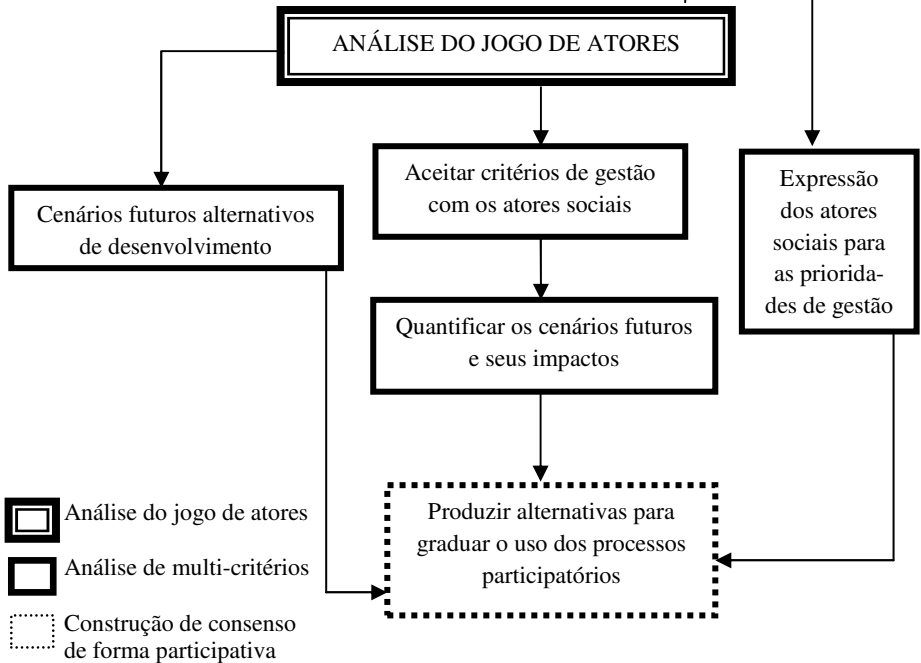 ANÁLISE DO JOGO DE ATORES
Cenários futuros alternativos
de desenvolvimento
Aceitar critérios de gestão
com os atores sociais
Expressão
dos atores
sociais para
as priorida-
des de gestão
Quantificar os cenários futuros
e seus impactos
Produzir alternativas para
graduar o uso dos processos
participatórios
Análise do jogo de atores
Análise de multi-critérios
Construção de consenso
de forma participativa